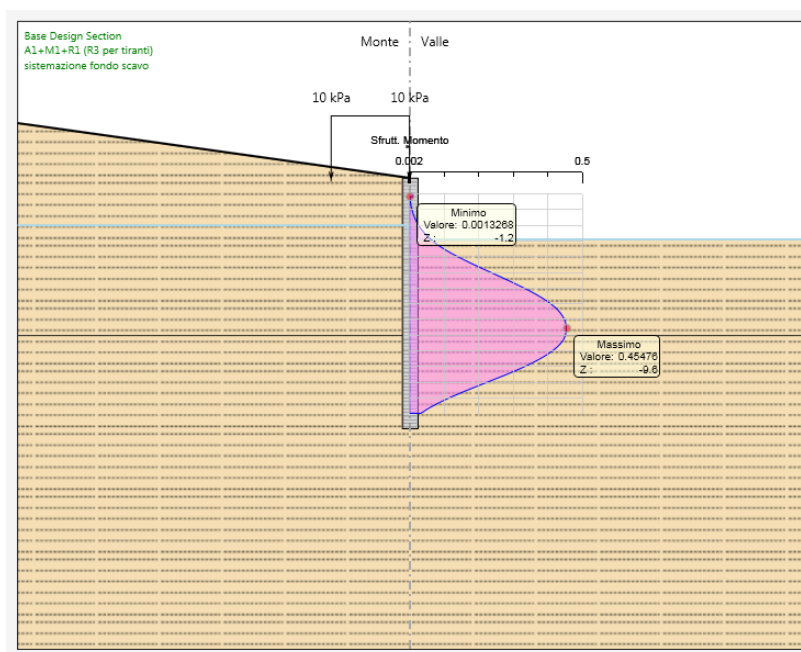 Base Design Section
A1+M1+R1 (R3 per tiranti)
sistemazione fondo scavo
Monte Valle
10 kPa 10 kPa
Sfrutt. Momento
0.002 0.5
Minimo
Valore: 0.0013268
Z : -1.2
Massimo
Valore: 0.45476
Z : -9.6